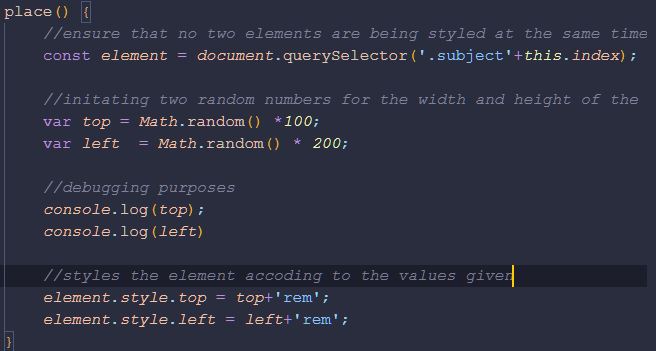 place() {
//ensure that no two elements are being styled at the same time
const element = document.querySelector('.subject'+this.index);
//initating two random numbers for the width and height of the
var top = Math.random() *100;
var left  = Math.random() * 200;
//debugging purposes
console.log(top);
console.log(left)
//styles the element accoding to the values given
element.style.top = top+'rem';
element.style.left = left+'rem';
}